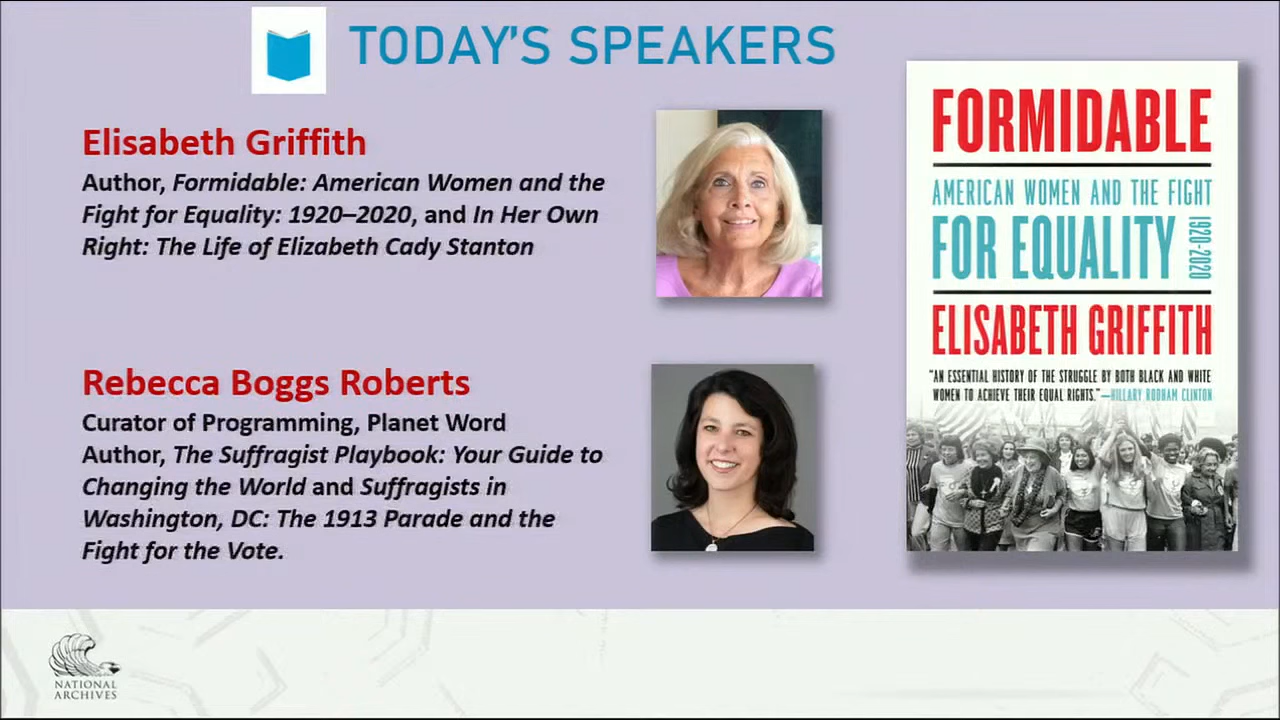 TODAY'S SPEAKERS
Elisabeth Griffith
Author, Formidable: American Women and the
Fight for Equality: 1920–2020, and In Her Own
Right: The Life of Elizabeth Cady Stanton
Rebecca Boggs Roberts
Curator of Programming, Planet Word
Author, The Suffragist Playbook: Your Guide to
Changing the World and Suffragists in
Washington, DC: The 1913 Parade and the
Fight for the Vote.
FORMIDABLE
AMERICAN WOMEN AND THE FIGHT
FOR EQUALITY
1920-2020
ELISABETH GRIFFITH
"AN ESSENTIAL HISTORY OF THE STRUGGLE BY BOTH BLACK AND WHITE
WOMEN TO ACHIEVE THEIR EQUAL RIGHTS."—HILLARY RODHAM CLINTON
NATIONAL
ARCHIVES